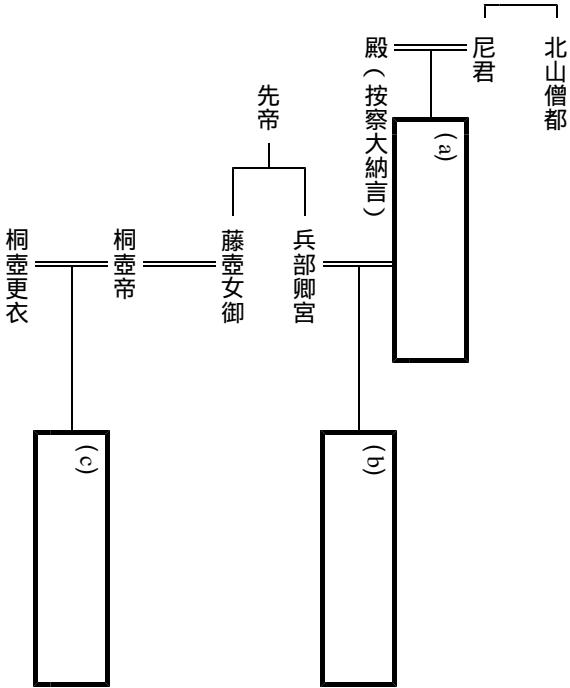 北山僧都
尼君
殿(按察大納言)
(a)
先帝
兵部卿宮
藤壺女御
桐壺帝
桐壺更衣
(b)
(c)